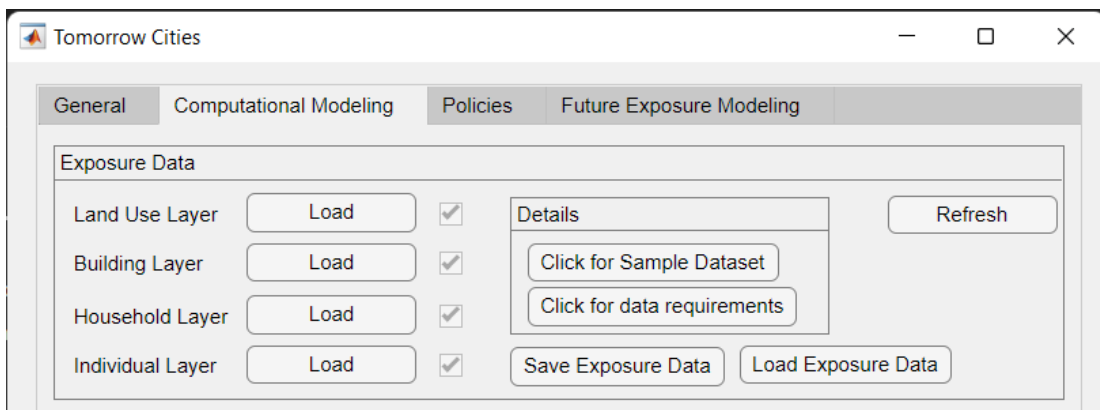 Tomorrow Cities
General Computational Modeling Policies Future Exposure Modeling
Exposure Data
Land Use Layer Load Details Refresh
Building Layer Load Click for Sample Dataset
Household Layer Load Click for data requirements
Individual Layer Load Save Exposure Data Load Exposure Data